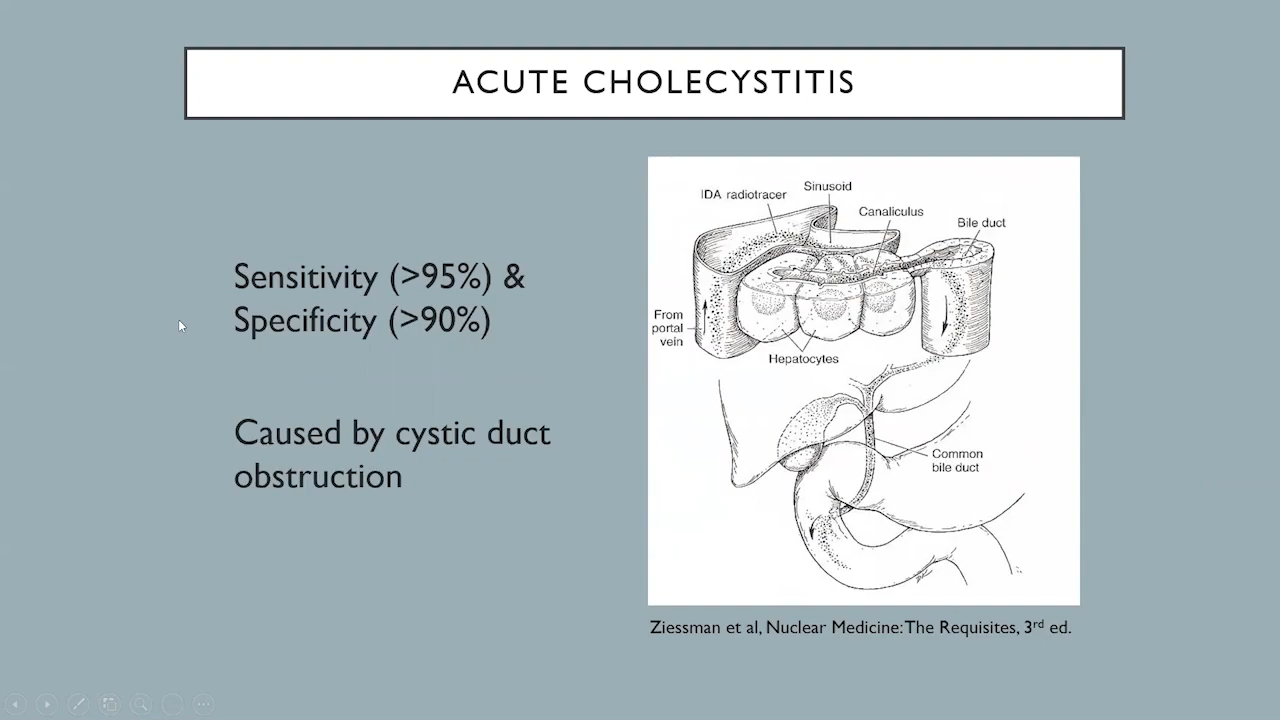 ACUTE CHOLECYSTITIS
Sensitivity (>95%) &
Specificity (>90%)
Caused by cystic duct
obstruction
IDA radiotracer
Sinusoid
Canaliculus
Bile duct
From
portal
vein
Hepatocytes
Common
bile duct
Ziessman et al, Nuclear Medicine: The Requisites, 3rd ed.